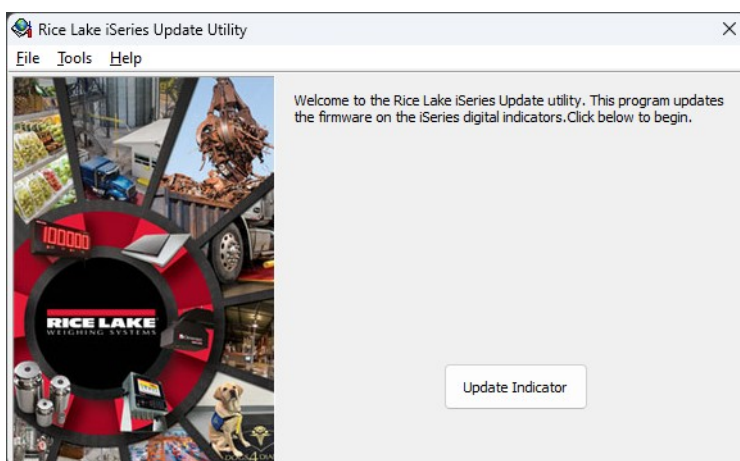 Rice Lake iSeries Update Utility
File Tools Help
Welcome to the Rice Lake iSeries Update utility. This program updates
the firmware on the iSeries digital indicators.Click below to begin.
100000
RICE LAKE
WEIGHING SYSTEMS
Update Indicator